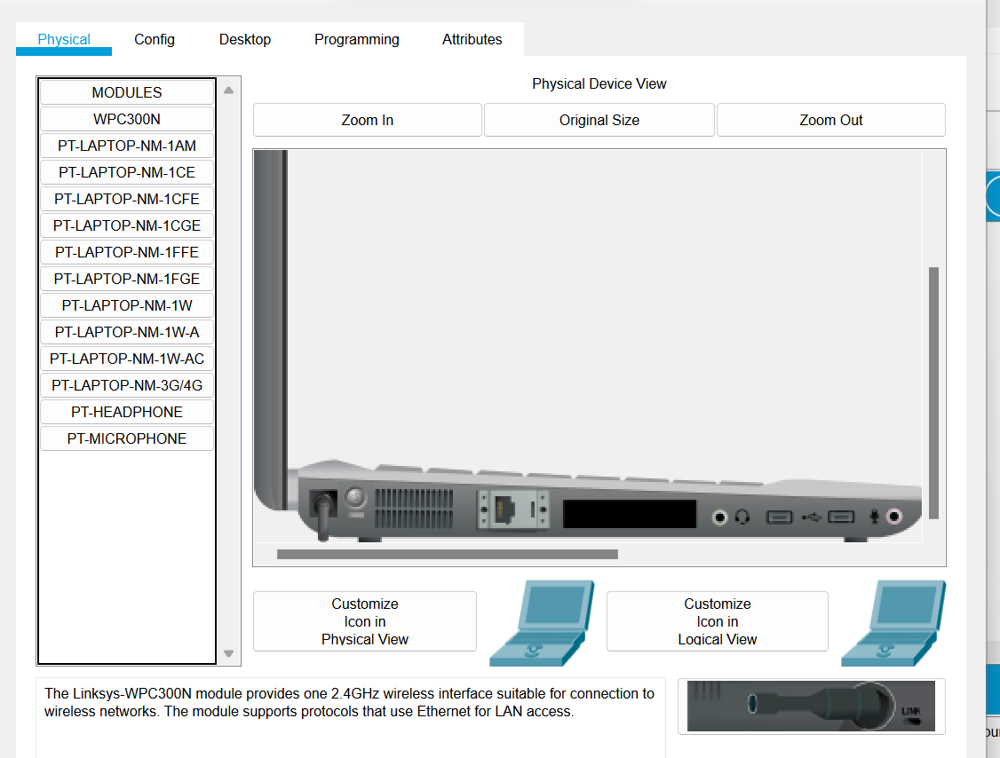 Physical
Config
Desktop
Programming
Attributes
MODULES
WPC300N
PT-LAPTOP-NM-1AM
PT-LAPTOP-NM-1CE
PT-LAPTOP-NM-1CFE
PT-LAPTOP-NM-1CGE
PT-LAPTOP-NM-1FFE
PT-LAPTOP-NM-1FGE
PT-LAPTOP-NM-1W
PT-LAPTOP-NM-1W-A
PT-LAPTOP-NM-1W-AC
PT-LAPTOP-NM-3G/4G
PT-HEADPHONE
PT-MICROPHONE
Physical Device View
Zoom In
Original Size
Zoom Out
Customize
Icon in
Physical View
Customize
Icon in
Logical View
The Linksys-WPC300N module provides one 2.4GHz wireless interface suitable for connection to
wireless networks. The module supports protocols that use Ethernet for LAN access.
LINK